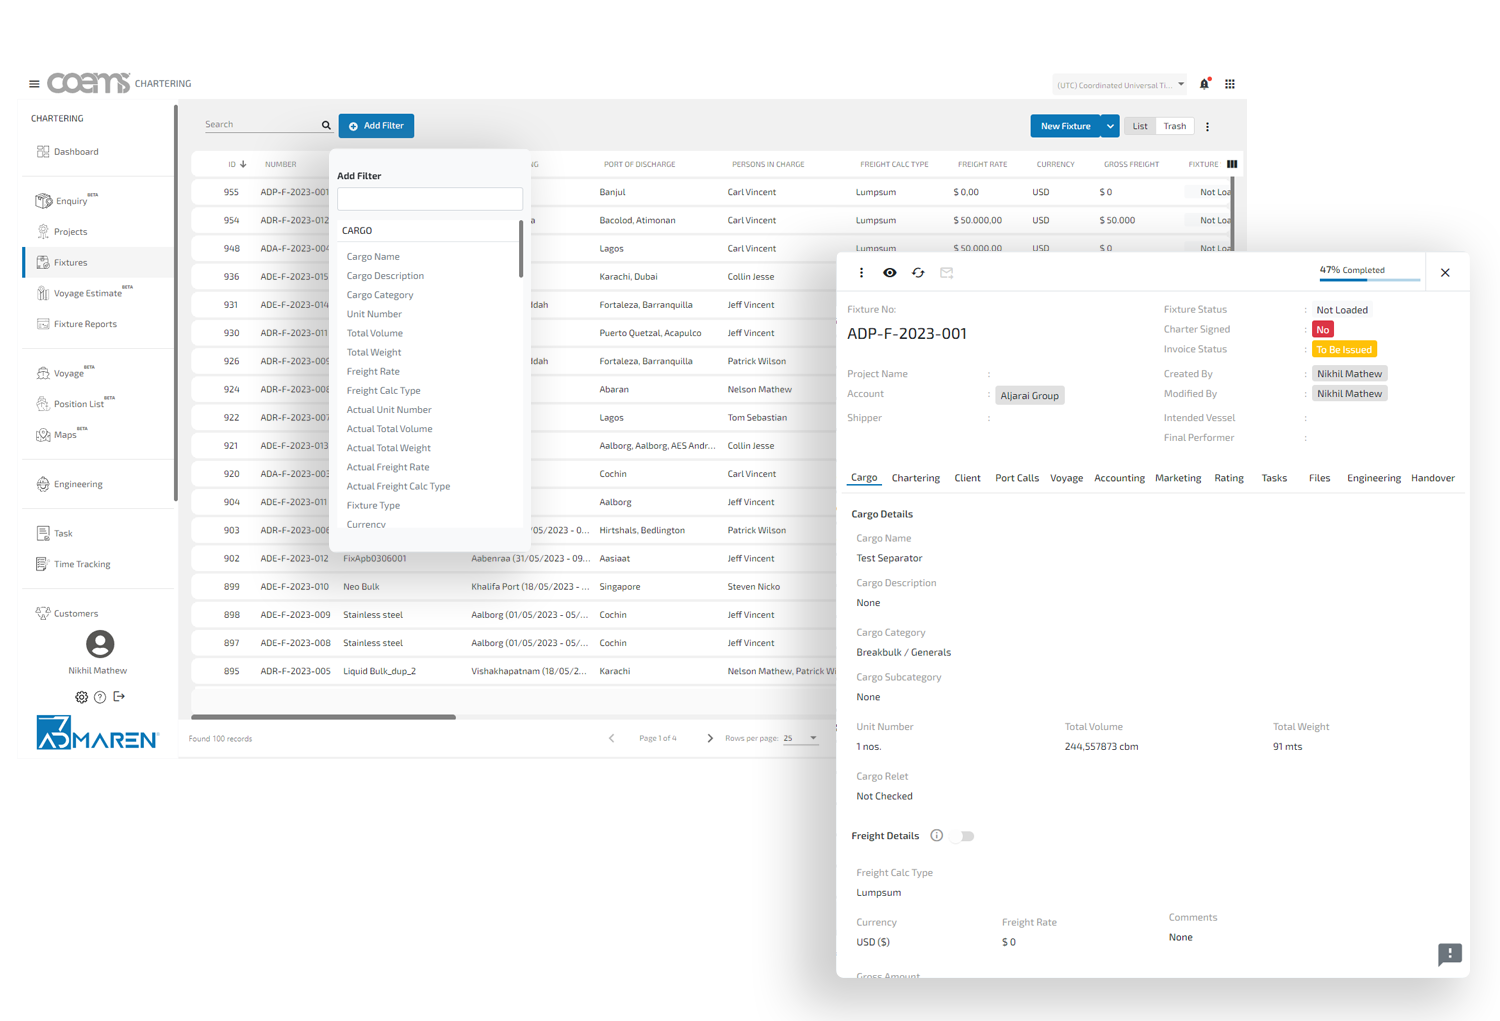 coems CHARTERING
(UTC) Coordinated Universal Ti...
CHARTERING
Dashboard
Enquiry BETA
Projects
Fixtures
Voyage Estimate BETA
Fixture Reports
Voyage BETA
Position List BETA
Maps BETA
Engineering
Task
Time Tracking
Customers
Nikhil Mathew
A3 MAREN
Search
Add Filter
New Fixture
List
Trash
ID NUMBER NG PORT OF DISCHARGE PERSONS IN CHARGE FREIGHT CALC TYPE FREIGHT RATE CURRENCY GROSS FREIGHT FIXTURE
955 ADP-F-2023-001 Banjul Carl Vincent Lumpsum $ 0,00 USD $ 0 Not Loa
954 ADR-F-2023-012 a Bacolod, Atimonan Carl Vincent Lumpsum $ 50.000,00 USD $ 50.000 Not Loa
948 ADA-F-2023-004 Lagos Carl Vincent Lumpsum $ 50.000,00 USD $ 0 Not Loa
936 ADE-F-2023-015 Karachi, Dubai Collin Jesse
931 ADE-F-2023-014 ddah Fortaleza, Barranquilla Jeff Vincent
930 ADR-F-2023-011 Puerto Quetzal, Acapulco Jeff Vincent
926 ADR-F-2023-009 ddah Fortaleza, Barranquilla Patrick Wilson
924 ADR-F-2023-008 Abaran Nelson Mathew
922 ADR-F-2023-007 Lagos Tom Sebastian
921 ADE-F-2023-013 Aalborg, Aalborg, AES Andr... Collin Jesse
920 ADA-F-2023-003 Cochin Carl Vincent
904 ADE-F-2023-011 Aalborg Jeff Vincent
903 ADR-F-2023-006 /05/2023 - 0... Hirtshals, Bedlington Patrick Wilson
902 ADE-F-2023-012 FixApb0306001 Aabenraa (31/05/2023 - 09... Aasiaat Jeff Vincent
899 ADE-F-2023-010 Neo Bulk Khalifa Port (18/05/2023 - ... Singapore Steven Nicko
898 ADE-F-2023-009 Stainless steel Aalborg (01/05/2023 - 05/... Cochin Jeff Vincent
897 ADE-F-2023-008 Stainless steel Aalborg (01/05/2023 - 05/... Cochin Jeff Vincent
895 ADR-F-2023-005 Liquid Bulk_dup_2 Vishakhapatnam (18/05/2... Karachi Nelson Mathew, Patrick Wi
Found 100 records
Page 1 of 4
Rows per page: 25
Add Filter
CARGO
Cargo Name
Cargo Description
Cargo Category
Unit Number
Total Volume
Total Weight
Freight Rate
Freight Calc Type
Actual Unit Number
Actual Total Volume
Actual Total Weight
Actual Freight Rate
Actual Freight Calc Type
Fixture Type
Currency
47% Completed
Fixture No:
ADP-F-2023-001
Project Name :
Account : Aljarai Group
Shipper :
Fixture Status : Not Loaded
Charter Signed : No
Invoice Status : To Be Issued
Created By : Nikhil Mathew
Modified By : Nikhil Mathew
Intended Vessel :
Final Performer :
Cargo Chartering Client Port Calls Voyage Accounting Marketing Rating Tasks Files Engineering Handover
Cargo Details
Cargo Name
Test Separator
Cargo Description
None
Cargo Category
Breakbulk / Generals
Cargo Subcategory
None
Unit Number Total Volume Total Weight
1 nos. 244,557873 cbm 91 mts
Cargo Relet
Not Checked
Freight Details
Freight Calc Type
Lumpsum
Currency Freight Rate Comments
USD ($) $ 0 None
Gross Amount